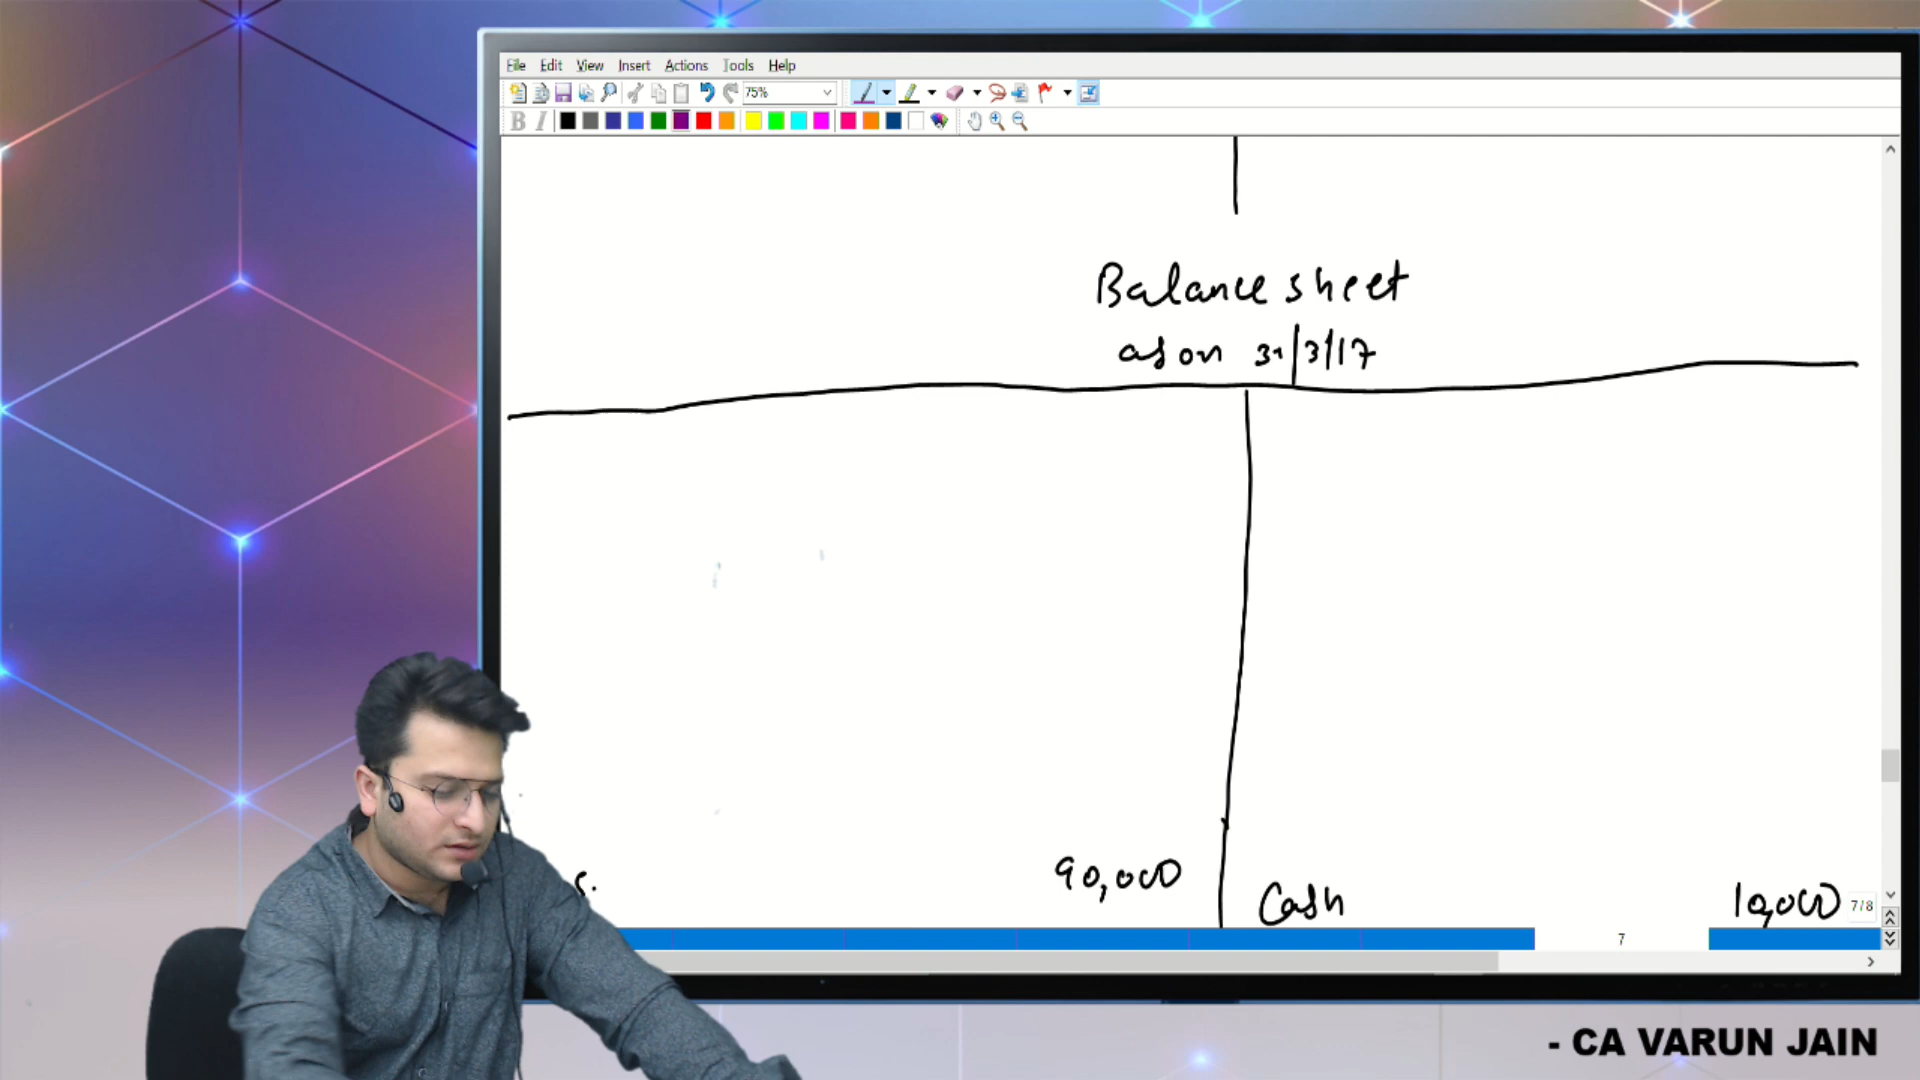 File Edit View Insert Actions Tools Help
75%
B I
Balance sheet
as on 31/3/17
90,000
Cash
10,000
7/8
7
- CA VARUN JAIN